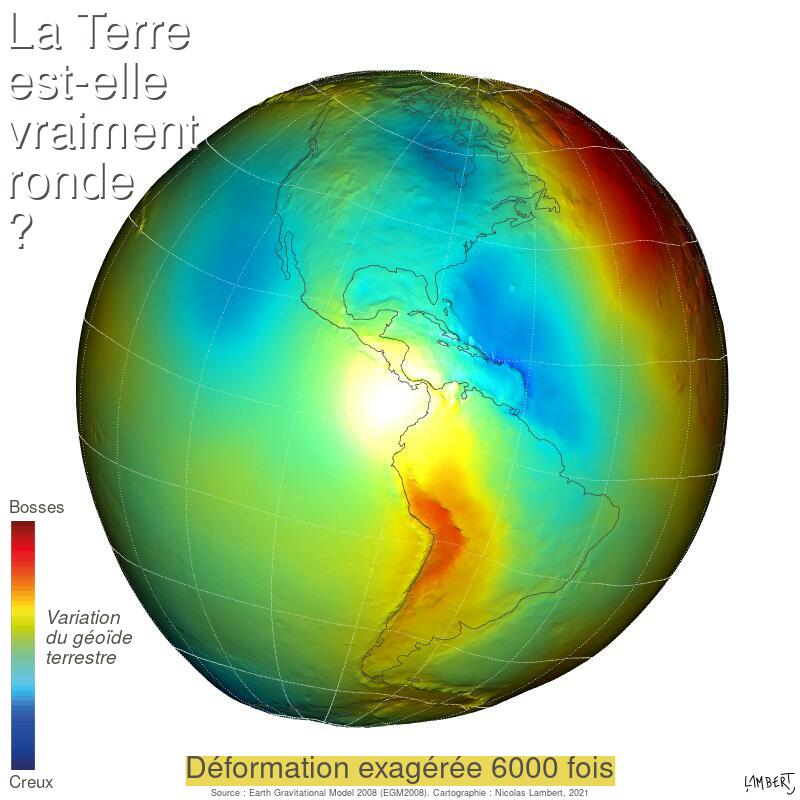 La Terre
est-elle
vraiment
ronde
?
Bosses
Variation
du géoïde
terrestre
Creux
Déformation exagérée 6000 fois
Source : Earth Gravitational Model 2008 (EGM2008). Cartographie : Nicolas Lambert, 2021
LAMBERT